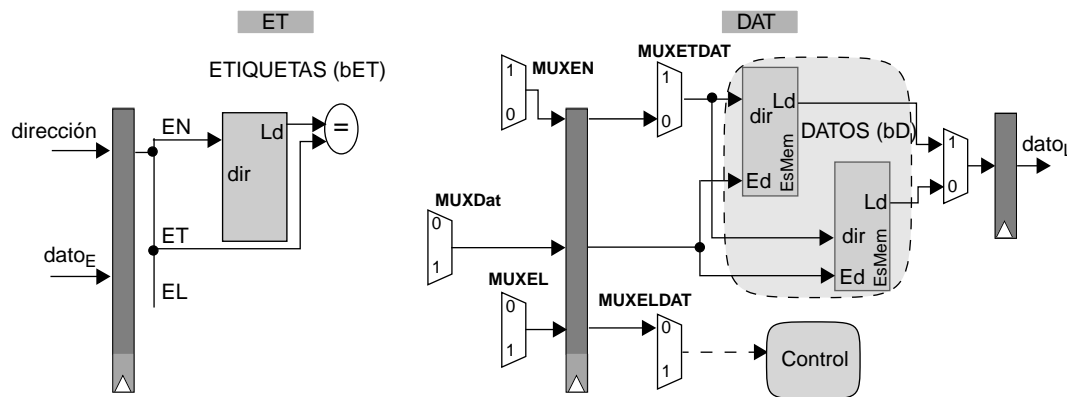 ET
DAT
ETIQUETAS (bET)
dirección
EN
Ld
=
dir
ET
dato_E
EL
MUXEN
1
0
MUXETDAT
1
0
dir
Ld
DATOS (bD)
Ed
EsMem
1
0
dato_L
MUXDat
0
1
Ld
dir
Ed
EsMem
MUXEL
0
1
MUXELDAT
0
1
Control